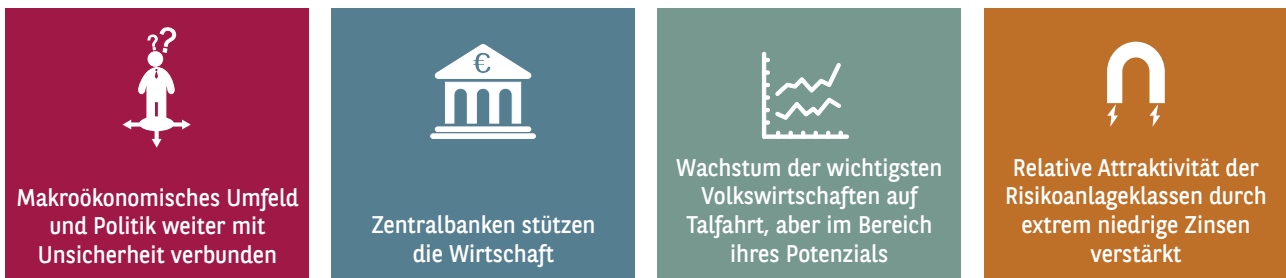 ??
Makroökonomisches Umfeld
und Politik weiter mit
Unsicherheit verbunden
€
Zentralbanken stützen
die Wirtschaft
Wachstum der wichtigsten
Volkswirtschaften auf
Talfahrt, aber im Bereich
ihres Potenzials
Relative Attraktivität der
Risikoanlageklassen durch
extrem niedrige Zinsen
verstärkt